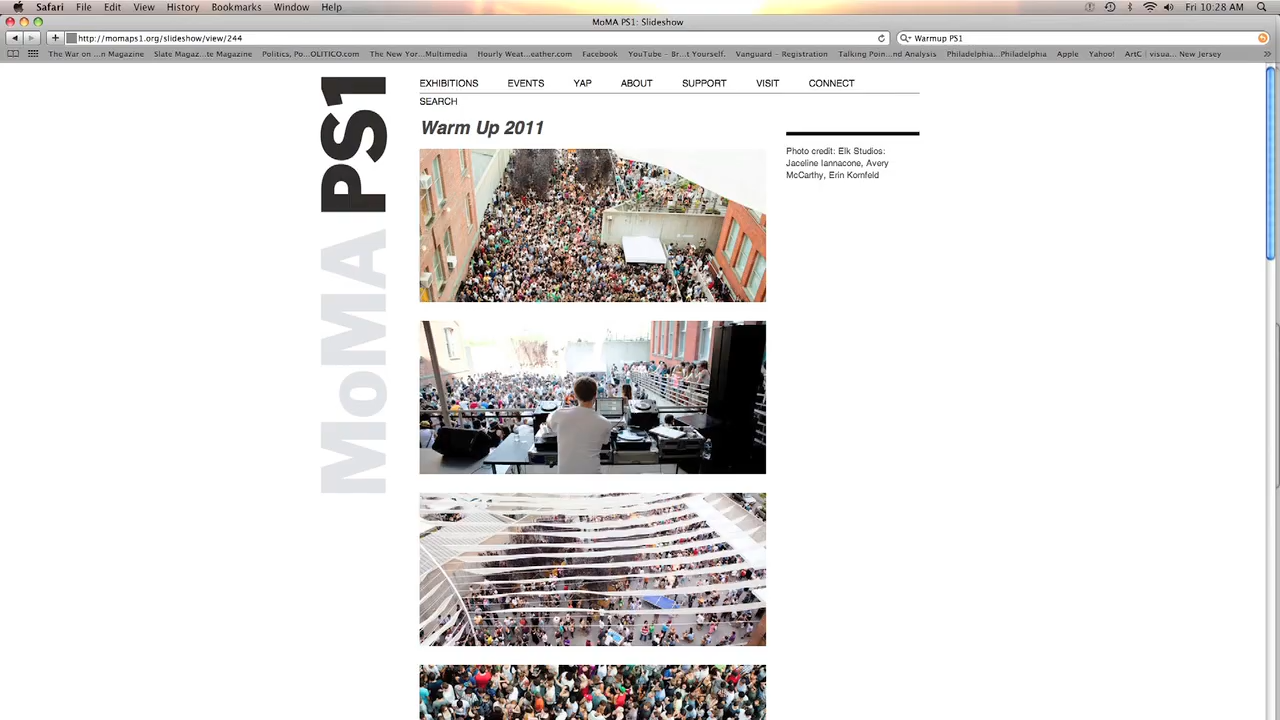 Safari File Edit View History Bookmarks Window Help Fri 10:28 AM
MoMA PS1: Slideshow
http://momaps1.org/slideshow/view/244 Warmup PS1
The War on ...n Magazine Slate Magaz...te Magazine Politics, Po...OLITICO.com The New Yor...Multimedia Hourly Weat...eather.com Facebook YouTube - Br...t Yourself. Vanguard - Registration Talking Poin...nd Analysis Philadelphia...Philadelphia Apple Yahoo! ArtC | visua... New Jersey
MoMA PS1
EXHIBITIONS EVENTS YAP ABOUT SUPPORT VISIT CONNECT
SEARCH
Warm Up 2011
Photo credit: Elk Studios:
Jaceline Iannacone, Avery
McCarthy, Erin Kornfeld